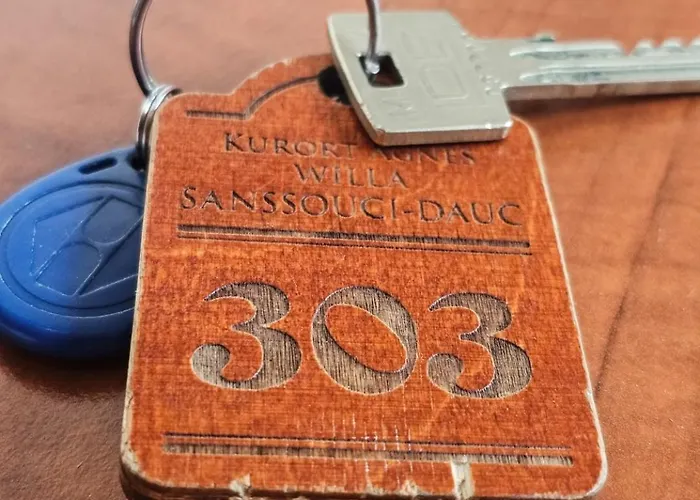 KURORT AGNES
WILLA
SANSSOUCI-DAUC
303